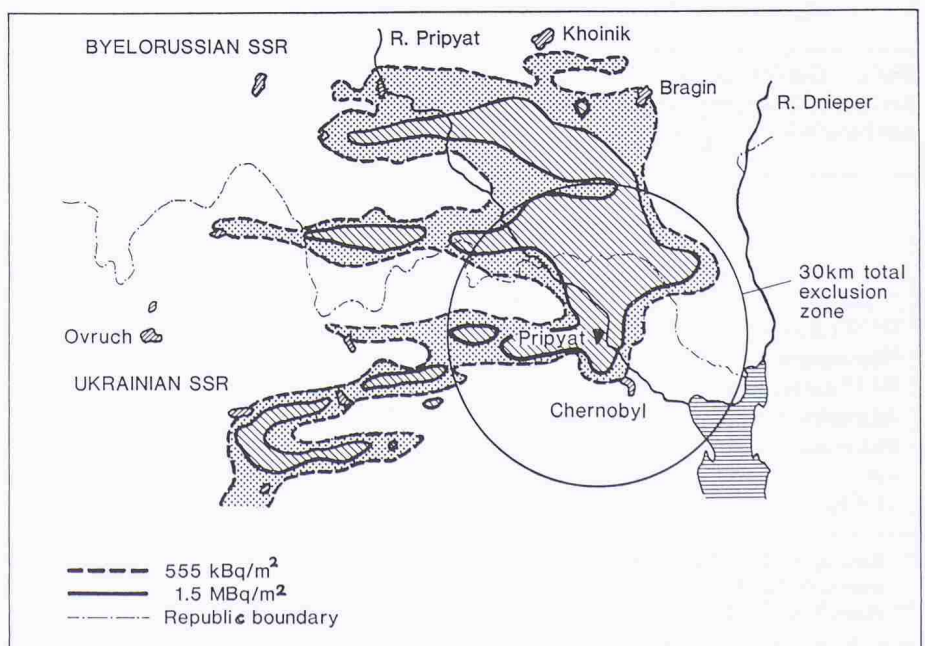 BYELORUSSIAN SSR
R. Pripyat
Khoinik
Bragin
R. Dnieper
30km total
exclusion
zone
Ovruch
Pripyat
UKRAINIAN SSR
Chernobyl
555 kBq/m²
1.5 MBq/m²
Republic boundary